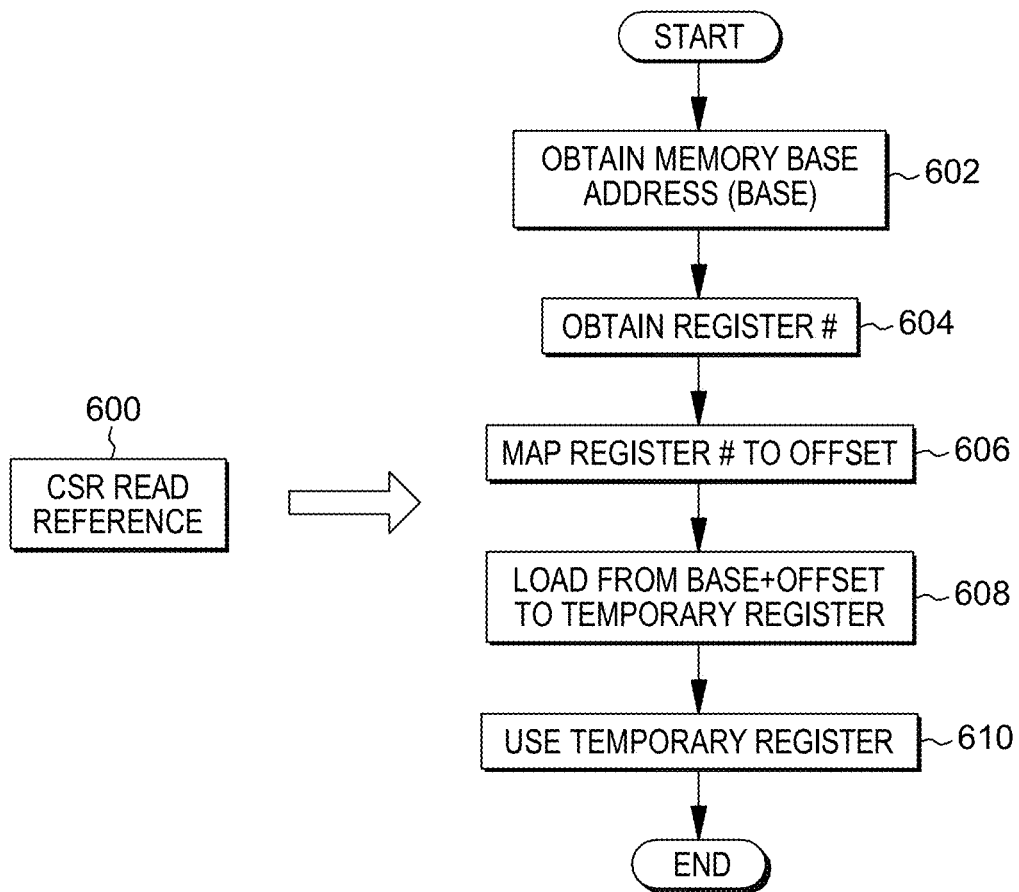 START
OBTAIN MEMORY BASE
ADDRESS (BASE)
602
OBTAIN REGISTER #
604
600
CSR READ
REFERENCE
MAP REGISTER # TO OFFSET
606
LOAD FROM BASE+OFFSET
TO TEMPORARY REGISTER
608
USE TEMPORARY REGISTER
610
END